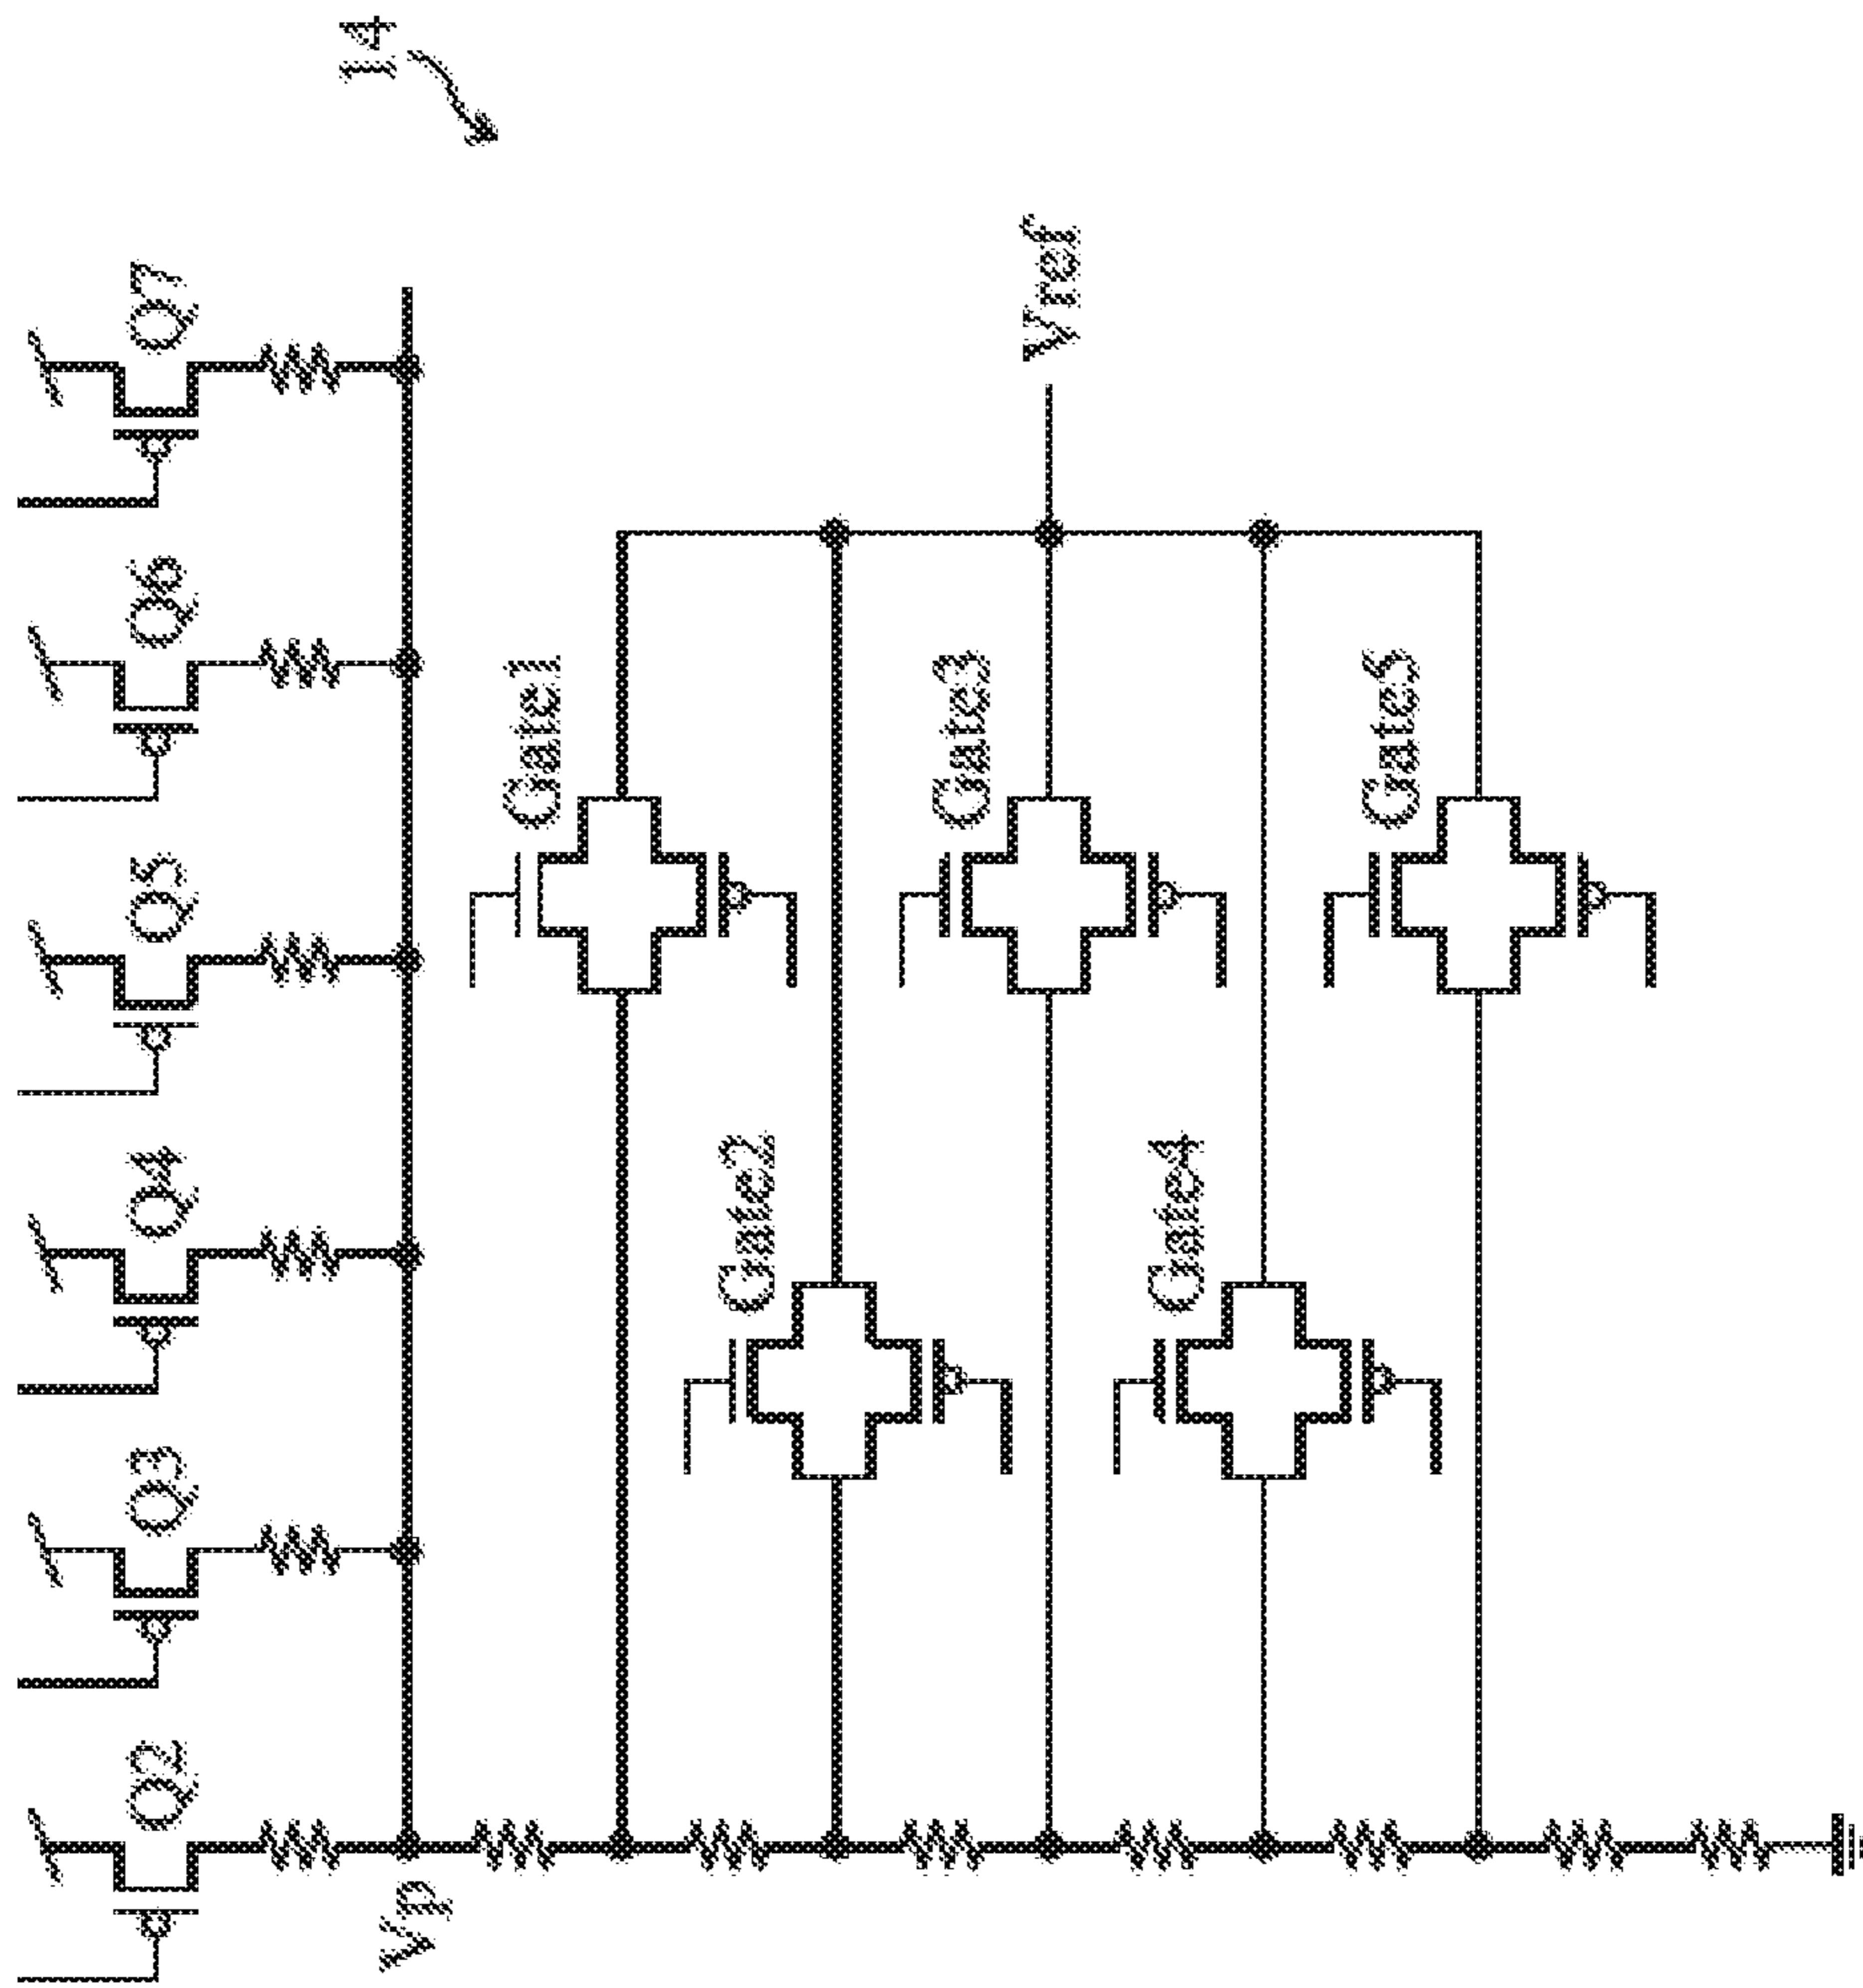 14
Q2
Q3
Q4
Q5
Q6
Q7
Vp
Gate1
Gate2
Gate3
Gate4
Gate5
Vref